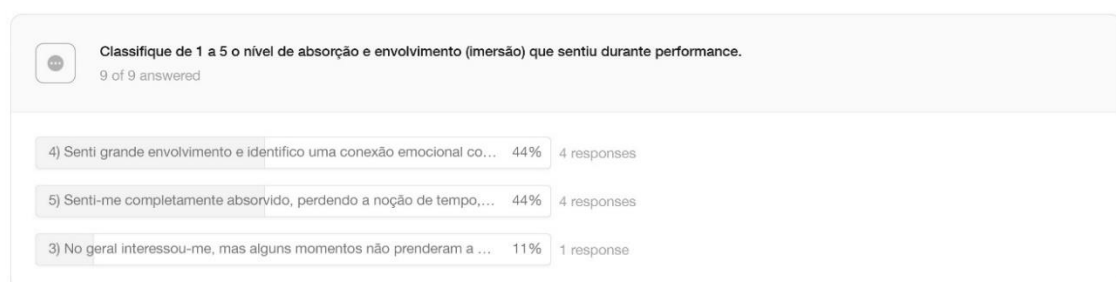 Classifique de 1 a 5 o nível de absorção e envolvimento (imersão) que sentiu durante performance.
9 of 9 answered
4) Senti grande envolvimento e identifico uma conexão emocional co... 44% 4 responses
5) Senti-me completamente absorvido, perdendo a noção de tempo,... 44% 4 responses
3) No geral interessou-me, mas alguns momentos não prenderam a ... 11% 1 response